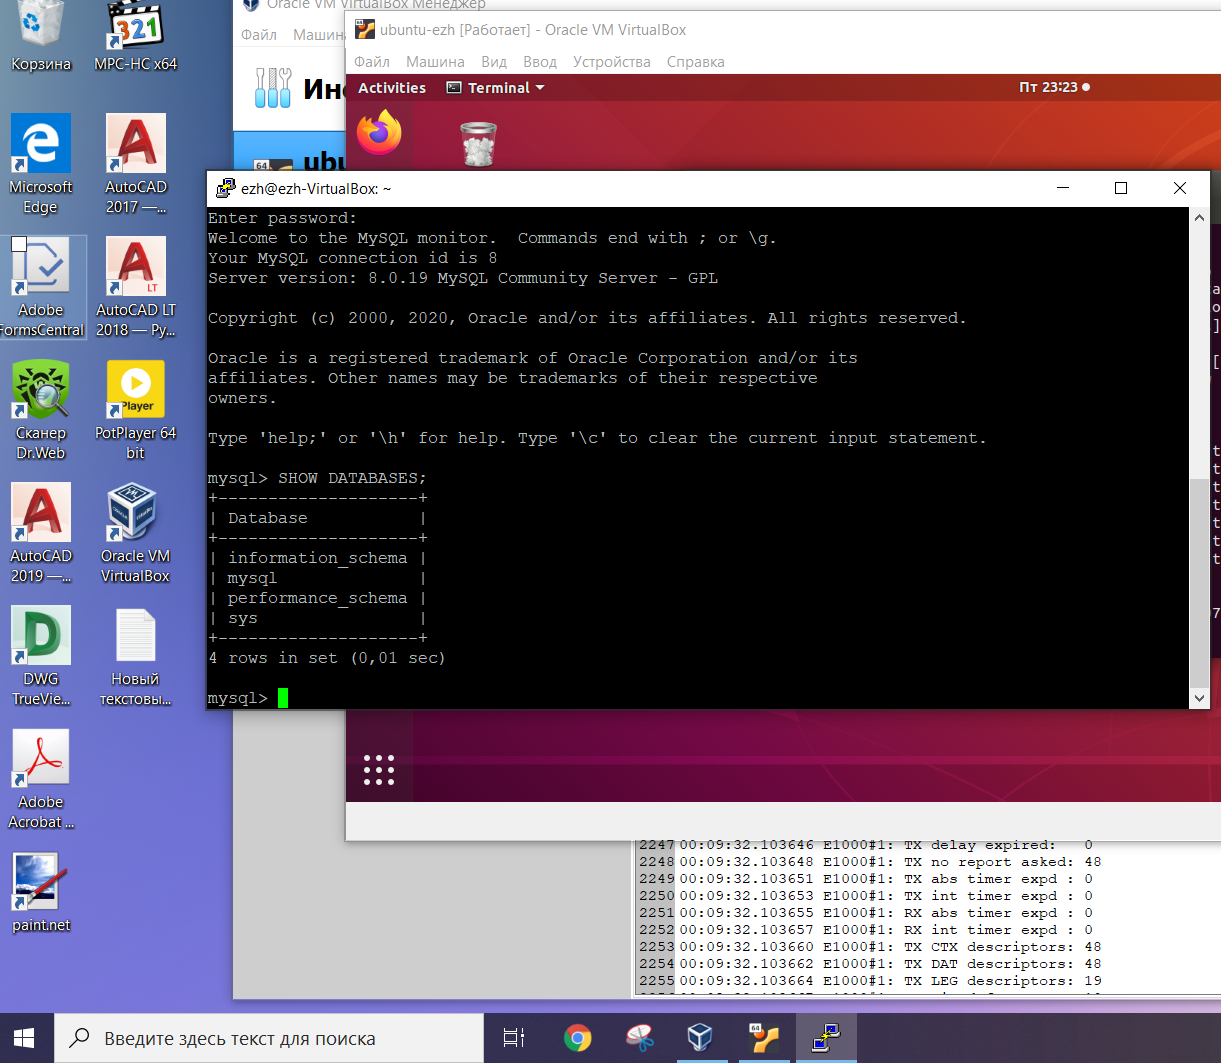 Oracle VM VirtualBox Менеджер
Файл Машина
Корзина
MPC-HC x64
ubuntu-ezh [Работает] - Oracle VM VirtualBox
Файл Машина Вид Ввод Устройства Справка
Activities Terminal Пт 23:23
Microsoft Edge
AutoCAD 2017 —...
Adobe FormsCentral
AutoCAD LT 2018 — Ру...
Сканер Dr.Web
PotPlayer 64 bit
AutoCAD 2019 —...
Oracle VM VirtualBox
DWG TrueVie...
Новый текстовы...
Adobe Acrobat ...
paint.net
ezh@ezh-VirtualBox: ~
Enter password:
Welcome to the MySQL monitor.  Commands end with ; or \g.
Your MySQL connection id is 8
Server version: 8.0.19 MySQL Community Server - GPL
Copyright (c) 2000, 2020, Oracle and/or its affiliates. All rights reserved.
Oracle is a registered trademark of Oracle Corporation and/or its
affiliates. Other names may be trademarks of their respective
owners.
Type 'help;' or '\h' for help. Type '\c' to clear the current input statement.
mysql> SHOW DATABASES;
+--------------------+
| Database           |
+--------------------+
| information_schema |
| mysql              |
| performance_schema |
| sys                |
+--------------------+
4 rows in set (0,01 sec)
mysql>
2247 00:09:32.103646 E1000#1: TX delay expired:   0
2248 00:09:32.103648 E1000#1: TX no report asked: 48
2249 00:09:32.103651 E1000#1: TX abs timer expd : 0
2250 00:09:32.103653 E1000#1: TX int timer expd : 0
2251 00:09:32.103655 E1000#1: RX abs timer expd : 0
2252 00:09:32.103657 E1000#1: RX int timer expd : 0
2253 00:09:32.103660 E1000#1: TX CTX descriptors: 48
2254 00:09:32.103662 E1000#1: TX DAT descriptors: 48
2255 00:09:32.103664 E1000#1: TX LEG descriptors: 19
Введите здесь текст для поиска